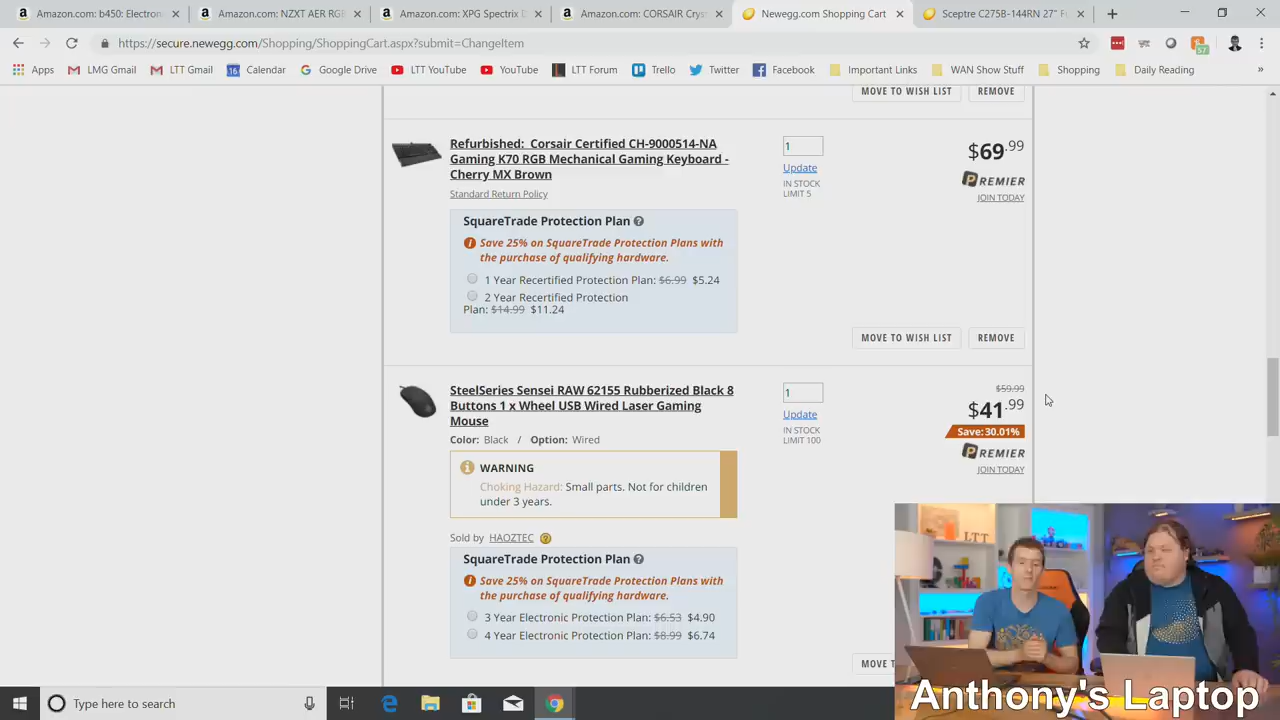 Amazon.com: b450: Electron
Amazon.com: NZXT AER RGB
Amazon.com: XPG Spectrix D
Amazon.com: CORSAIR Crys
Newegg.com Shopping Cart
Sceptre C275B-144RN 27" Fu
https://secure.newegg.com/Shopping/ShoppingCart.aspx?submit=ChangeItem
57
Apps
LMG Gmail
LTT Gmail
16
Calendar
Google Drive
LTT YouTube
YouTube
LTT Forum
Trello
Twitter
Facebook
Important Links
WAN Show Stuff
Shopping
Daily Reading
»
MOVE TO WISH LIST
REMOVE
Refurbished: Corsair Certified CH-9000514-NA
Gaming K70 RGB Mechanical Gaming Keyboard -
Cherry MX Brown
Standard Return Policy
1
Update
IN STOCK
LIMIT 5
$69.99
PREMIER
JOIN TODAY
SquareTrade Protection Plan ?
Save 25% on SquareTrade Protection Plans with
the purchase of qualifying hardware.
1 Year Recertified Protection Plan: $6.99 $5.24
2 Year Recertified Protection
Plan: $14.99 $11.24
MOVE TO WISH LIST
REMOVE
SteelSeries Sensei RAW 62155 Rubberized Black 8
Buttons 1 x Wheel USB Wired Laser Gaming
Mouse
Color: Black / Option: Wired
1
Update
IN STOCK
LIMIT 100
$59.99
$41.99
Save: 30.01%
PREMIER
JOIN TODAY
WARNING
Choking Hazard: Small parts. Not for children
under 3 years.
Sold by HAOZTEC ?
SquareTrade Protection Plan ?
Save 25% on SquareTrade Protection Plans with
the purchase of qualifying hardware.
3 Year Electronic Protection Plan: $6.53 $4.90
4 Year Electronic Protection Plan: $8.99 $6.74
MOVE T
LTT
Anthony's Laptop
Type here to search